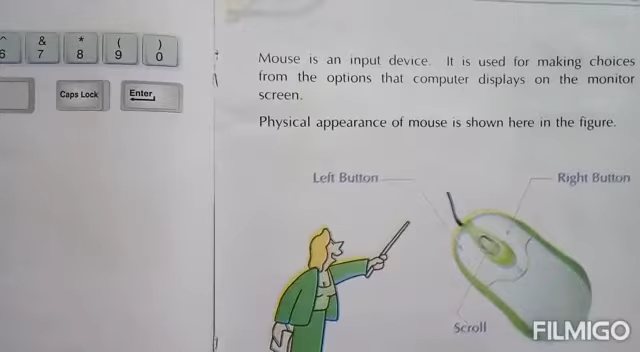 ^ & * ( )
6 7 8 9 0
Caps Lock Enter
Mouse is an input device. It is used for making choices
from the options that computer displays on the monitor
screen.
Physical appearance of mouse is shown here in the figure.
Left Button
Right Button
Scroll
FILMIGO